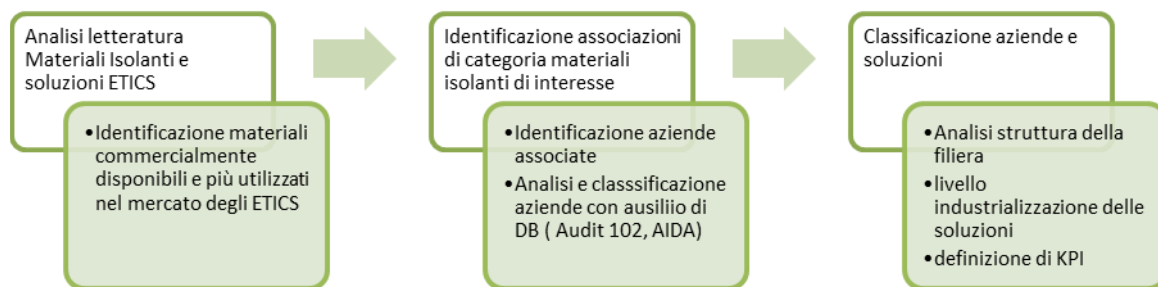 Analisi letteratura
Materiali Isolanti e
soluzioni ETICS
•Identificazione materiali
commercialmente
disponibili e più utilizzati
nel mercato degli ETICS
Identificazione associazioni
di categoria materiali
isolanti di interesse
•Identificazione aziende
associate
•Analisi e classsificazione
aziende con ausiliio di
DB ( Audit 102, AIDA)
Classificazione aziende e
soluzioni
•Analisi struttura della
filiera
•livello
industrializzazione delle
soluzioni
•definizione di KPI